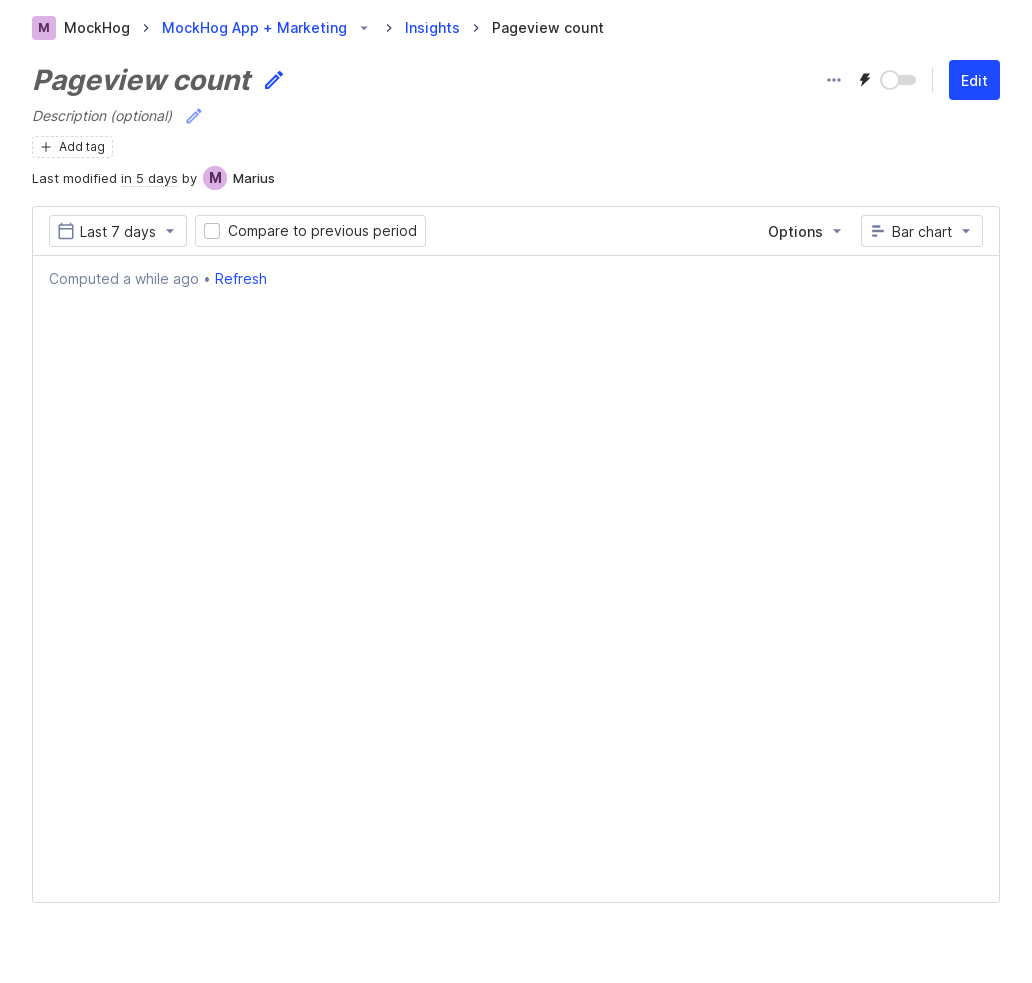 M MockHog MockHog App + Marketing Insights Pageview count
Pageview count
Edit
Description (optional)
Add tag
Last modified in 5 days by M Marius
Last 7 days Compare to previous period Options Bar chart
Computed a while ago • Refresh